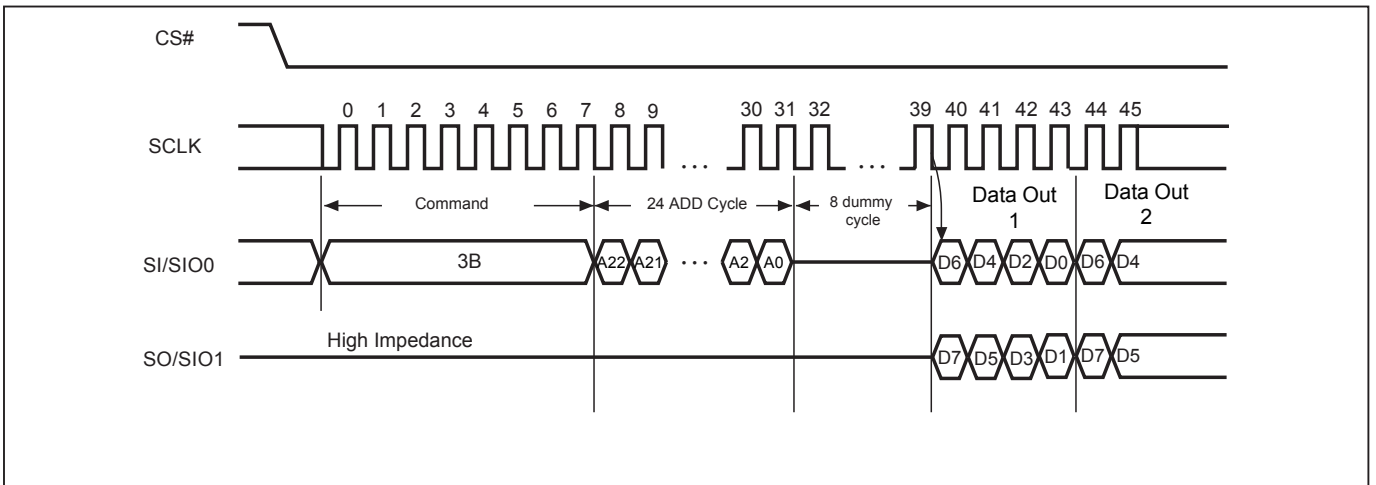 CS#
0 1 2 3 4 5 6 7 8 9 30 31 32 39 40 41 42 43 44 45
SCLK
... ...
Command 24 ADD Cycle 8 dummy
cycle
Data Out
1
Data Out
2
SI/SIO0 3B A22 A21 ... A2 A0 D6 D4 D2 D0 D6 D4
High Impedance
SO/SIO1 D7 D5 D3 D1 D7 D5